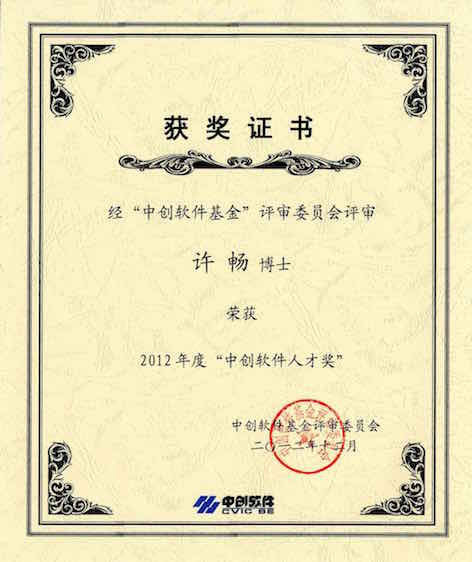 获奖证书
经“中创软件基金”评审委员会评审
许畅 博士
荣获
2012年度“中创软件人才奖”
中创软件基金评审委员会
二〇一二年十二月
中创软件
CVIC SE